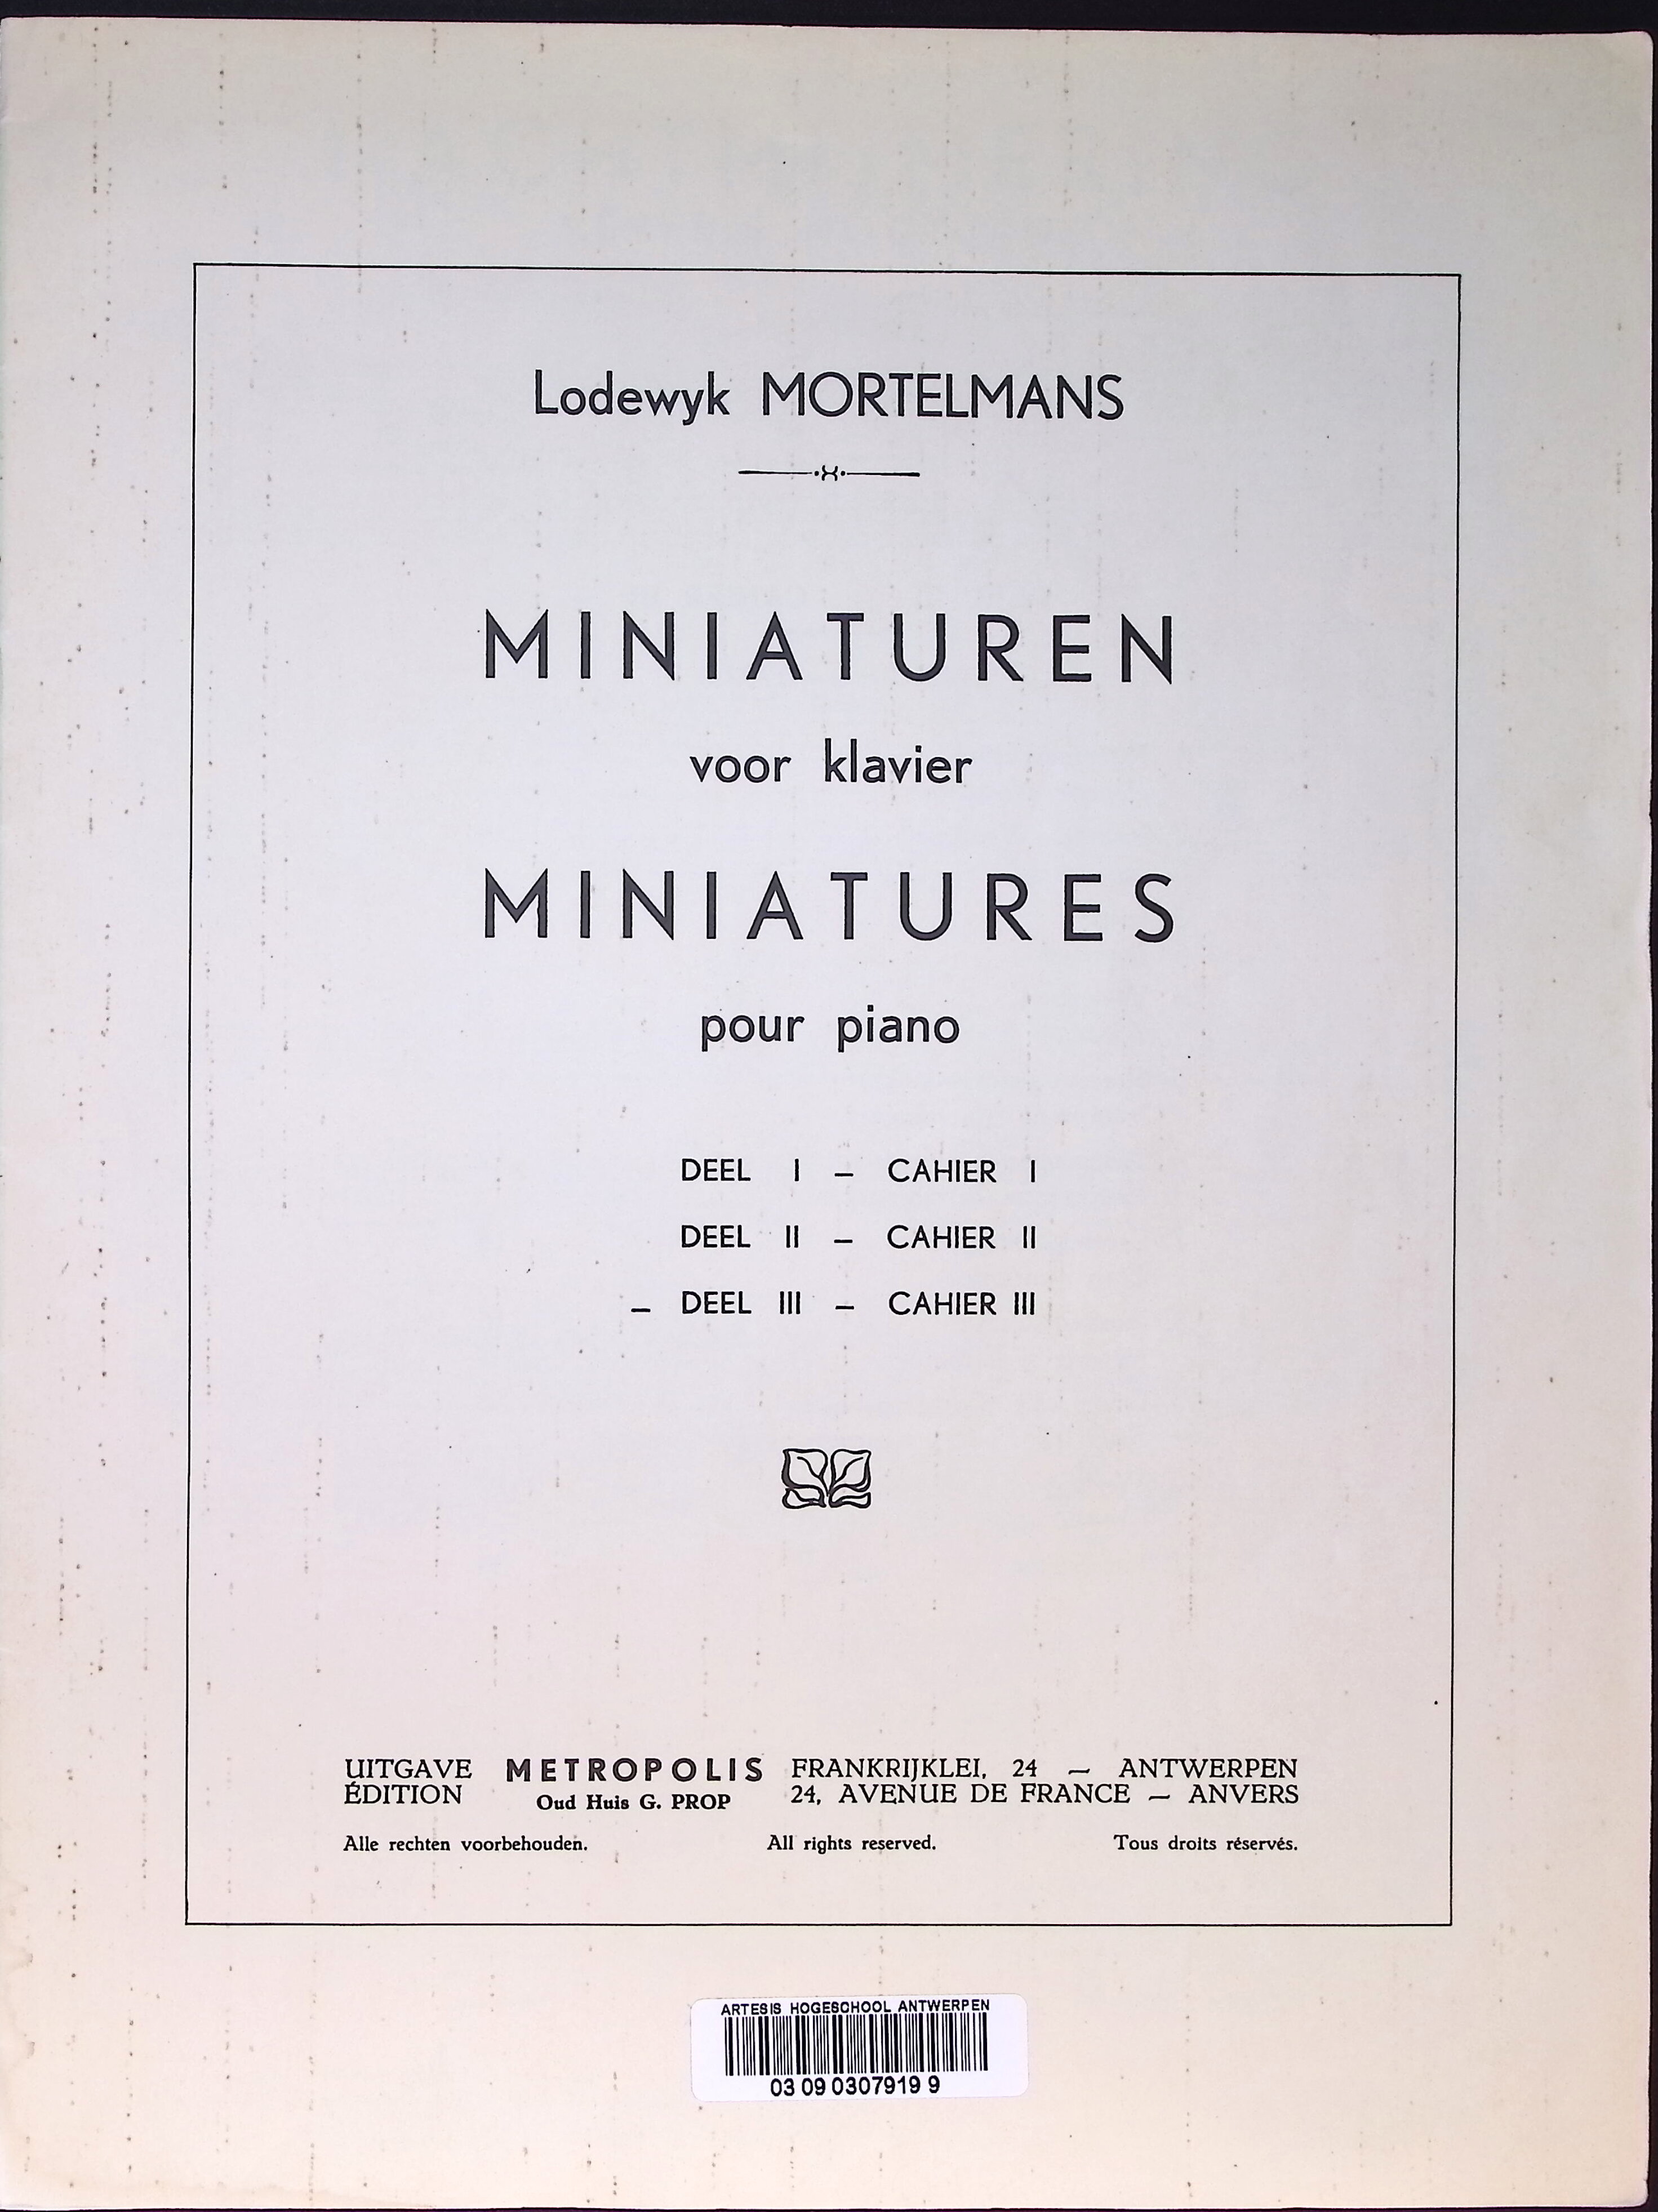 Lodewyk MORTELMANS
MINIATUREN
voor klavier
MINIATURES
pour piano
DEEL I – CAHIER I
DEEL II – CAHIER II
– DEEL III – CAHIER III
UITGAVE METROPOLIS FRANKRIJKLEI, 24 – ANTWERPEN
ÉDITION Oud Huis G. PROP 24, AVENUE DE FRANCE – ANVERS
Alle rechten voorbehouden. All rights reserved. Tous droits réservés.
ARTESIS HOGESCHOOL ANTWERPEN
03 09 0307919 9